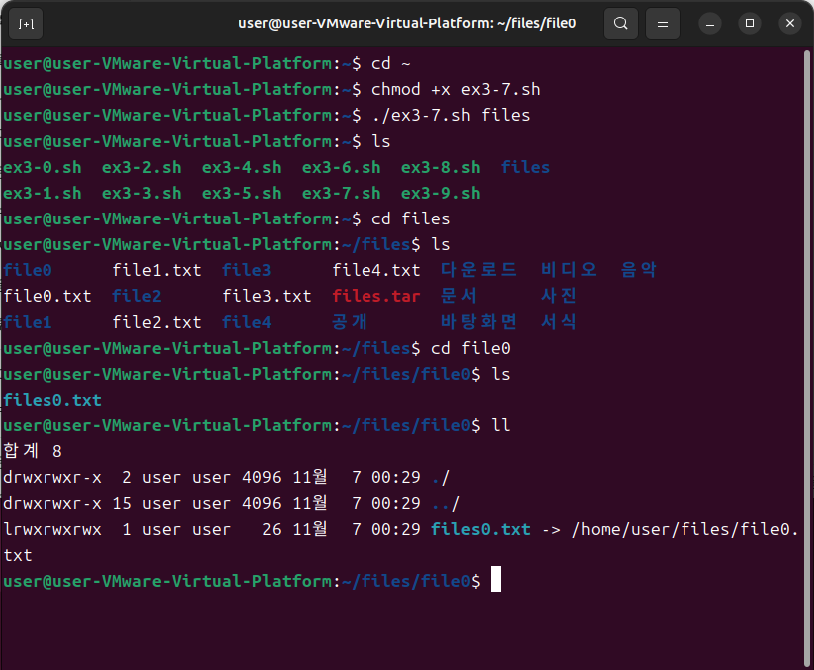 user@user-VMware-Virtual-Platform: ~/files/file0
user@user-VMware-Virtual-Platform:~$ cd ~
user@user-VMware-Virtual-Platform:~$ chmod +x ex3-7.sh
user@user-VMware-Virtual-Platform:~$ ./ex3-7.sh files
user@user-VMware-Virtual-Platform:~$ ls
ex3-0.sh  ex3-2.sh  ex3-4.sh  ex3-6.sh  ex3-8.sh  files
ex3-1.sh  ex3-3.sh  ex3-5.sh  ex3-7.sh  ex3-9.sh
user@user-VMware-Virtual-Platform:~$ cd files
user@user-VMware-Virtual-Platform:~/files$ ls
file0      file1.txt  file3      file4.txt  다운로드  비디오  음악
file0.txt  file2      file3.txt  files.tar  문서      사진
file1      file2.txt  file4      공개       바탕화면  서식
user@user-VMware-Virtual-Platform:~/files$ cd file0
user@user-VMware-Virtual-Platform:~/files/file0$ ls
files0.txt
user@user-VMware-Virtual-Platform:~/files/file0$ ll
합계 8
drwxrwxr-x  2 user user 4096 11월  7 00:29 ./
drwxrwxr-x 15 user user 4096 11월  7 00:29 ../
lrwxrwxrwx  1 user user   26 11월  7 00:29 files0.txt -> /home/user/files/file0.
txt
user@user-VMware-Virtual-Platform:~/files/file0$